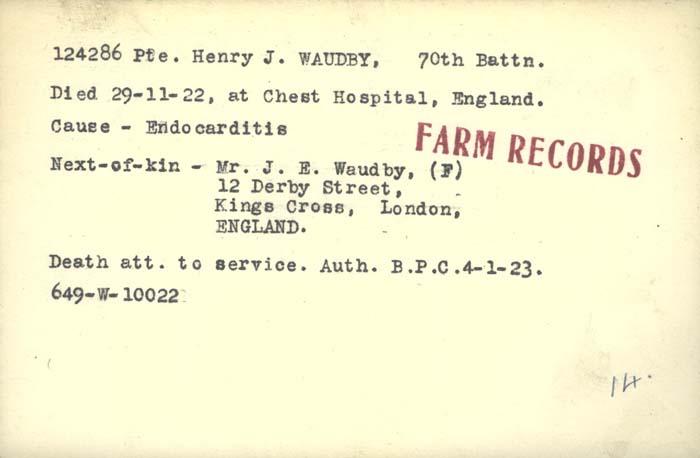 124286 Pte. Henry J. WAUDBY, 70th Battn.
Died 29-11-22, at Chest Hospital, England.
Cause - Endocarditis
FARM RECORDS
Next-of-kin - Mr. J. E. Waudby, (F)
12 Derby Street,
Kings Cross, London,
ENGLAND.
Death att. to service. Auth. B.P.C.4-1-23.
649-W-10022
14.